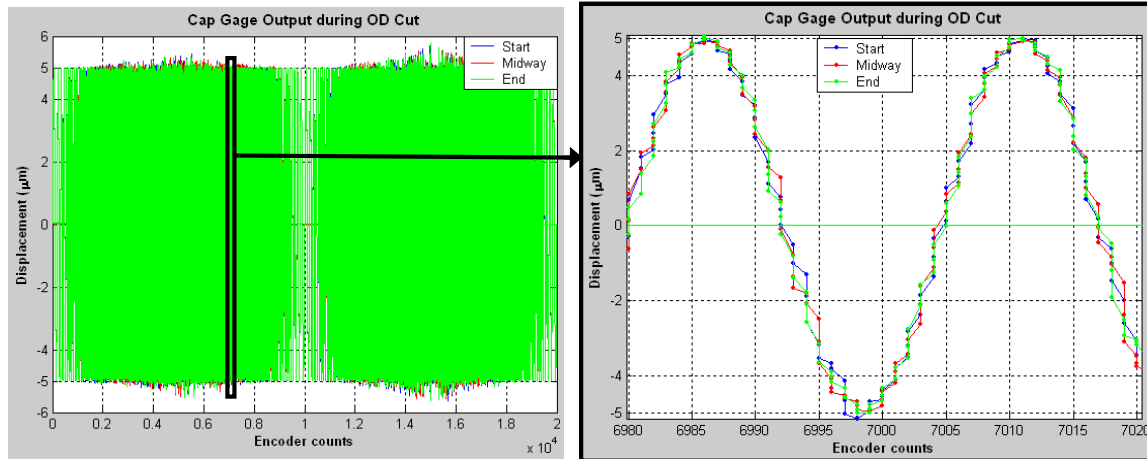 Cap Gage Output during OD Cut
Start
Midway
End
Displacement (μm)
6
5
4
2
0
-2
-4
-5
-6
0
0.2
0.4
0.6
0.8
1.0
1.2
1.4
1.6
1.8
2.0
x 10^4
Encoder counts
Cap Gage Output during OD Cut
Start
Midway
End
Displacement (μm)
5
4
2
0
-2
-4
-5
6980
6985
6990
6995
7000
7005
7010
7015
7020
Encoder counts